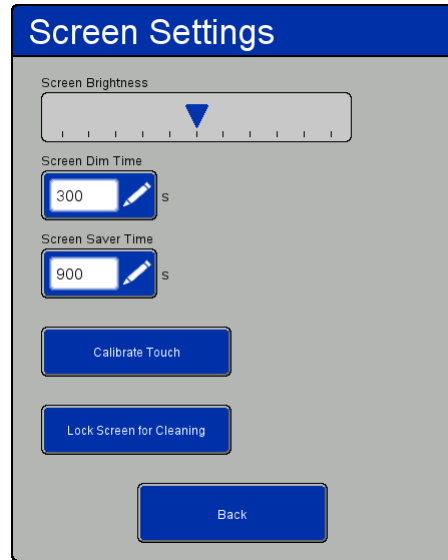 Screen Settings
Screen Brightness
Screen Dim Time
300 s
Screen Saver Time
900 s
Calibrate Touch
Lock Screen for Cleaning
Back